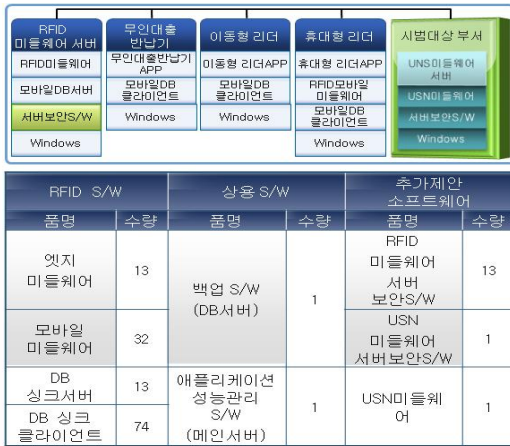 RFID
미들웨어 서버
RFID미들웨어
모바일DB서버
서버보안S/W
Windows
무인대출
반납기
무인대출반납기
APP
모바일DB
클라이언트
Windows
이동형 리더
이동형 리더APP
모바일DB
클라이언트
Windows
휴대형 리더
휴대형 리더APP
RFID모바일
미들웨어
모바일DB
클라이언트
Windows
시범대상 부서
UNS미들웨어
서버
USN미들웨어
서버보안S/W
Windows
RFID S/W
상용 S/W
추가제안
소프트웨어
품명
수량
품명
수량
품명
수량
엣지
미들웨어
13
백업 S/W
(DB서버)
1
RFID
미들웨어
서버
보안S/W
13
모바일
미들웨어
32
USN
미들웨어
서버보안S/W
1
DB
싱크서버
13
애플리케이션
성능관리
S/W
(메인서버)
1
USN미들웨
어
1
DB 싱크
클라이언트
74